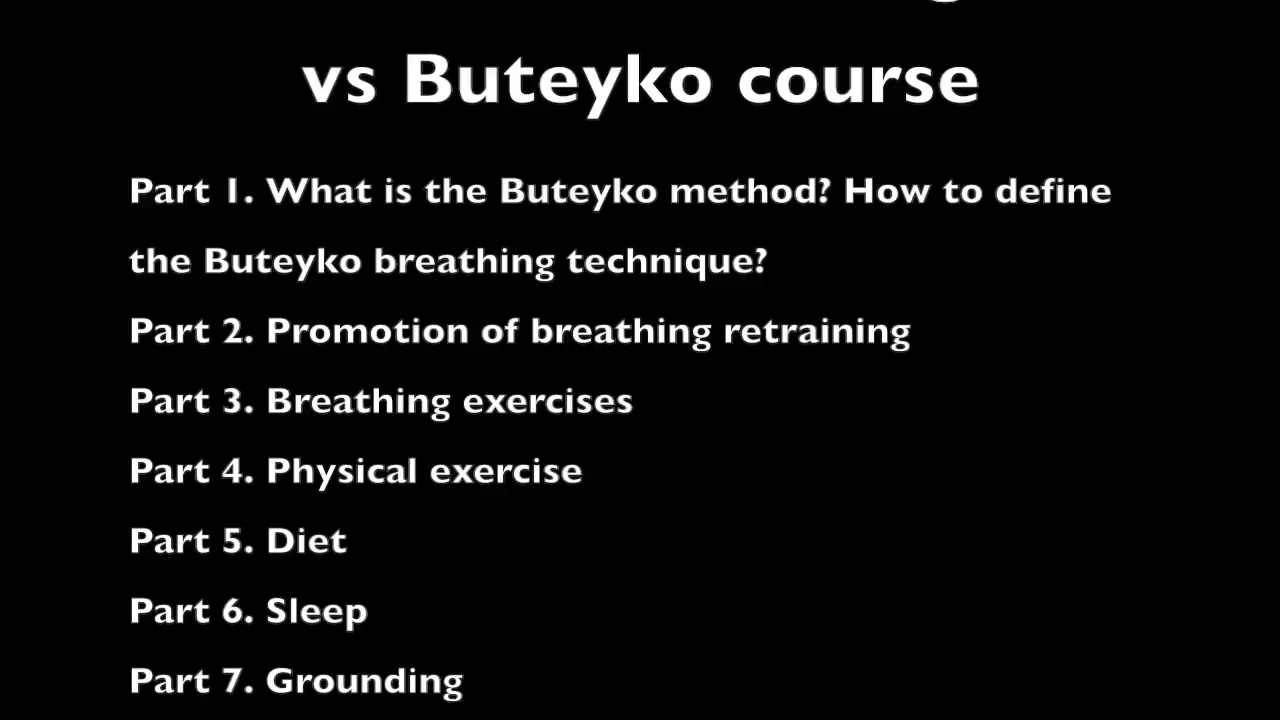 vs Buteyko course
Part 1. What is the Buteyko method? How to define
the Buteyko breathing technique?
Part 2. Promotion of breathing retraining
Part 3. Breathing exercises
Part 4. Physical exercise
Part 5. Diet
Part 6. Sleep
Part 7. Grounding